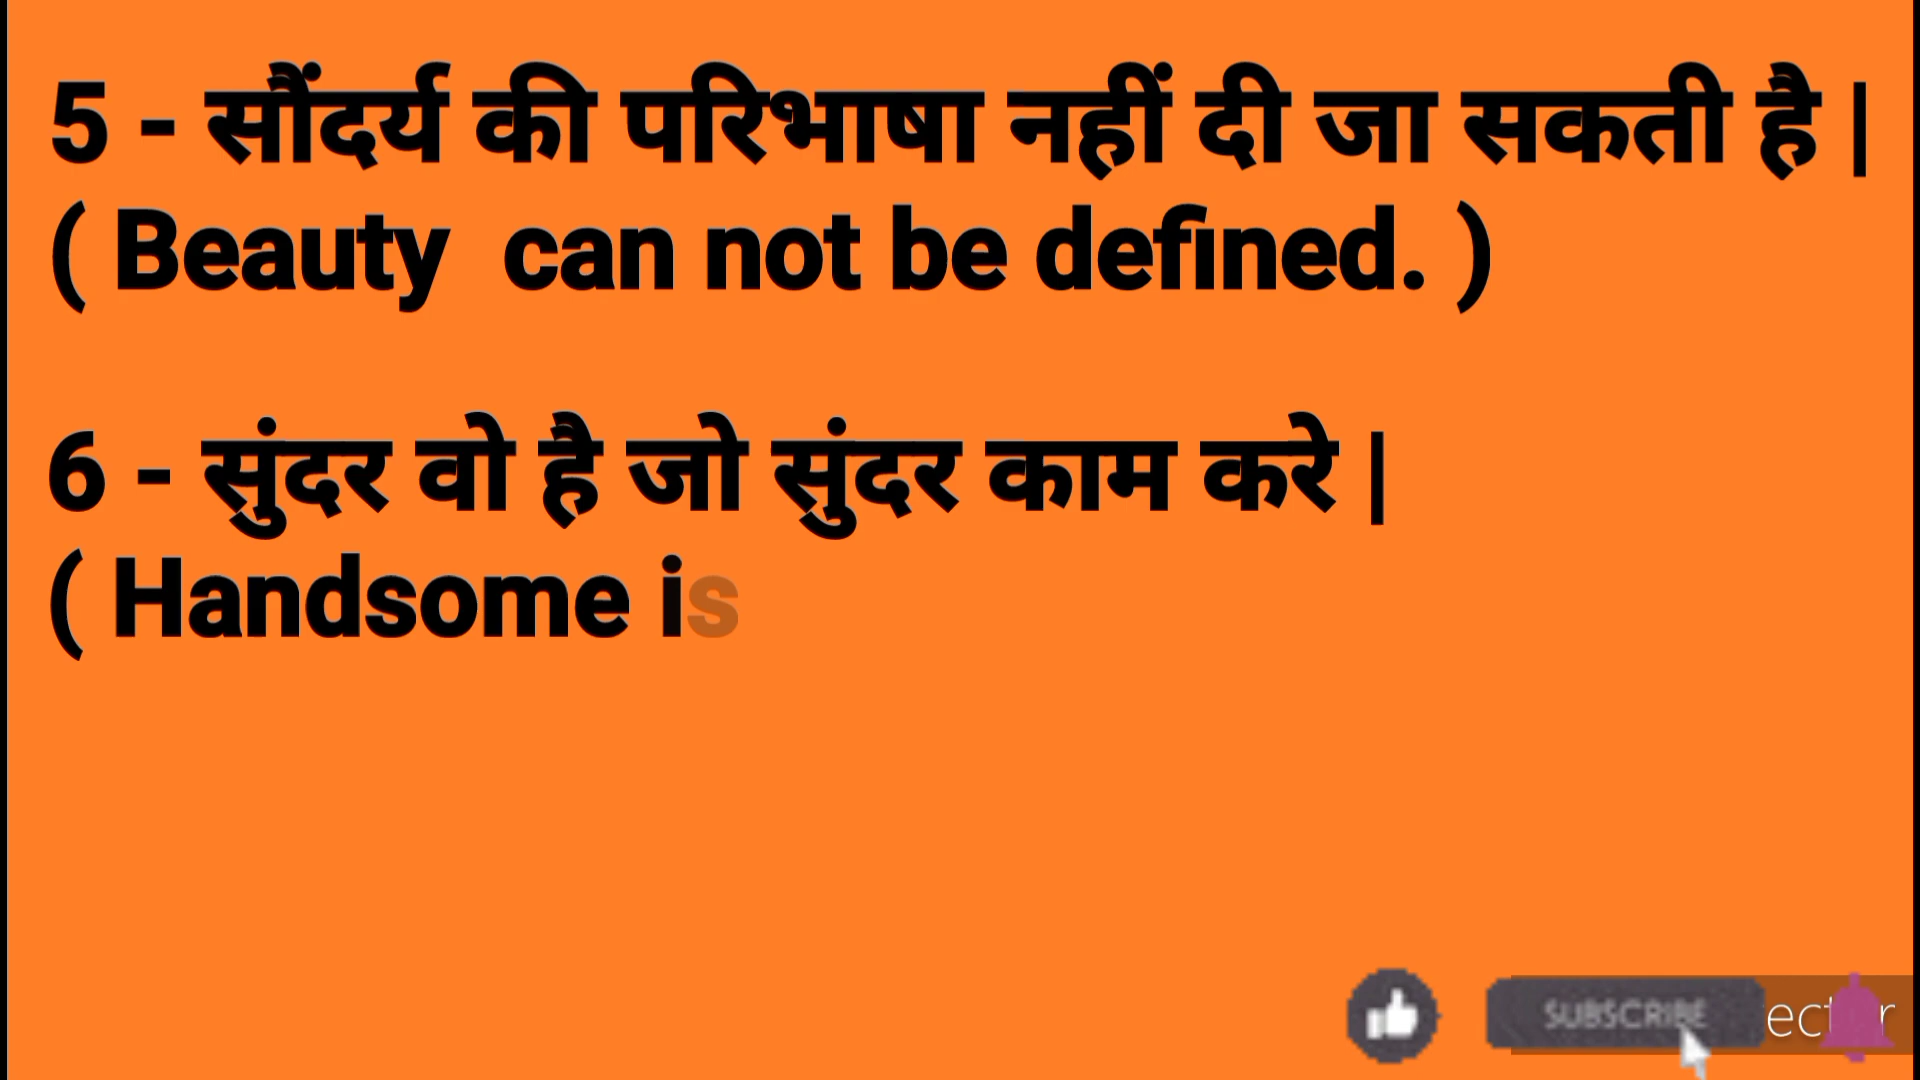 5 - सौंदर्य की परिभाषा नहीं दी जा सकती है |
( Beauty  can not be defined. )
6 - सुंदर वो है जो सुंदर काम करे |
( Handsome is
SUBSCRIBE